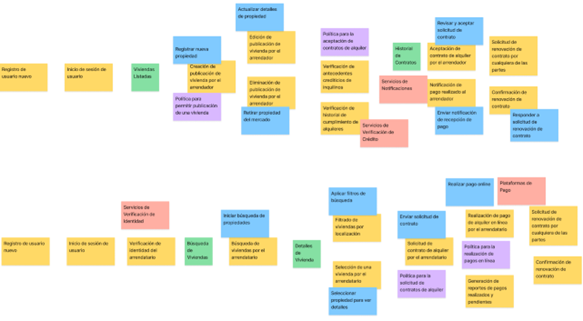 Registro de
usuario nuevo
Inicio de sesión de
usuario
Viviendas
Listadas
Registrar nueva
propiedad
Creación de
publicación de
vivienda por el
arrendador
Política para
permitir publicación
de una vivienda
Actualizar detalles
de propiedad
Edición de
publicación de
vivienda por el
arrendador
Eliminación de
publicación de
vivienda por el
arrendador
Retirar propiedad
del mercado
Política para la
aceptación de
contratos de alquiler
Verificación de
antecedentes
crediticios de
inquilinos
Verificación de
historial de
cumplimiento de
alquileres
Servicios de
Verificación de
Crédito
Historial
de
Contratos
Servicios de
Notificaciones
Revisar y aceptar
solicitud de
contrato
Aceptación de
contrato de alquiler
por el arrendador
Notificación de
pago realizado al
arrendador
Enviar notificación
de recepción de
pago
Solicitud de
renovación de
contrato por
cualquiera de las
partes
Confirmación de
renovación de
contrato
Responder a
solicitud de
renovación de
contrato
Registro de usuario
nuevo
Inicio de sesión de
usuario
Servicios de
Verificación de
Identidad
Verificación de
identidad del
arrendatario
Búsqueda
de
Viviendas
Iniciar búsqueda de
propiedades
Búsqueda de
viviendas por el
arrendatario
Detalles
de
Vivienda
Aplicar filtros de
búsqueda
Filtrado de
viviendas por
localización
Selección de una
vivienda por el
arrendatario
Seleccionar
propiedad para ver
detalles
Enviar solicitud de
contrato
Solicitud de
contrato de alquiler
por el arrendatario
Política para la
solicitud de
contratos de alquiler
Realizar pago online
Plataformas de
Pago
Realización de pago
de alquiler en línea
por el arrendatario
Política para la
realización de
pagos en línea
Generación de
reportes de pagos
realizados y
pendientes
Solicitud de
renovación de
contrato por
cualquiera de las
partes
Confirmación de
renovación de
contrato